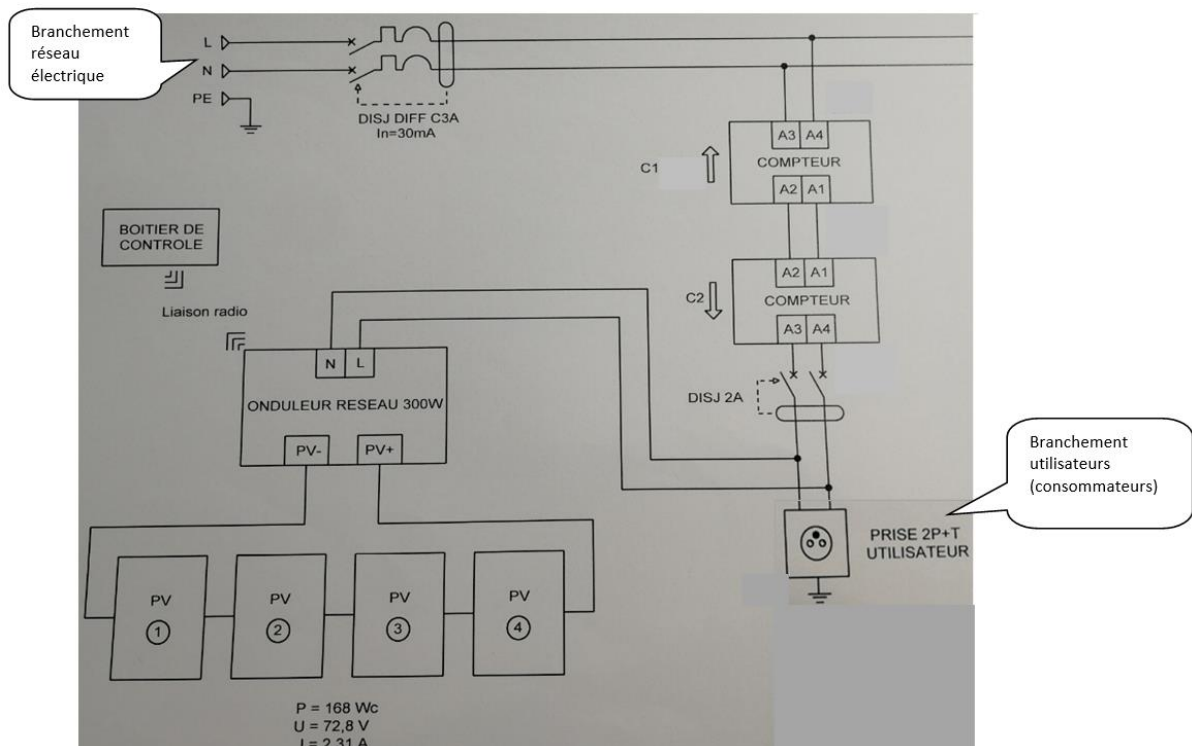 Branchement
réseau
électrique
L
N
PE
DISJ DIFF C3A
In=30mA
A3 A4
COMPTEUR
A2 A1
C1
BOITIER DE
CONTROLE
Liaison radio
A2 A1
COMPTEUR
A3 A4
C2
N L
ONDULEUR RESEAU 300W
PV- PV+
DISJ 2A
Branchement
utilisateurs
(consommateurs)
PRISE 2P+T
UTILISATEUR
PV
1
PV
2
PV
3
PV
4
P = 168 Wc
U = 72,8 V
I = 2,31 A